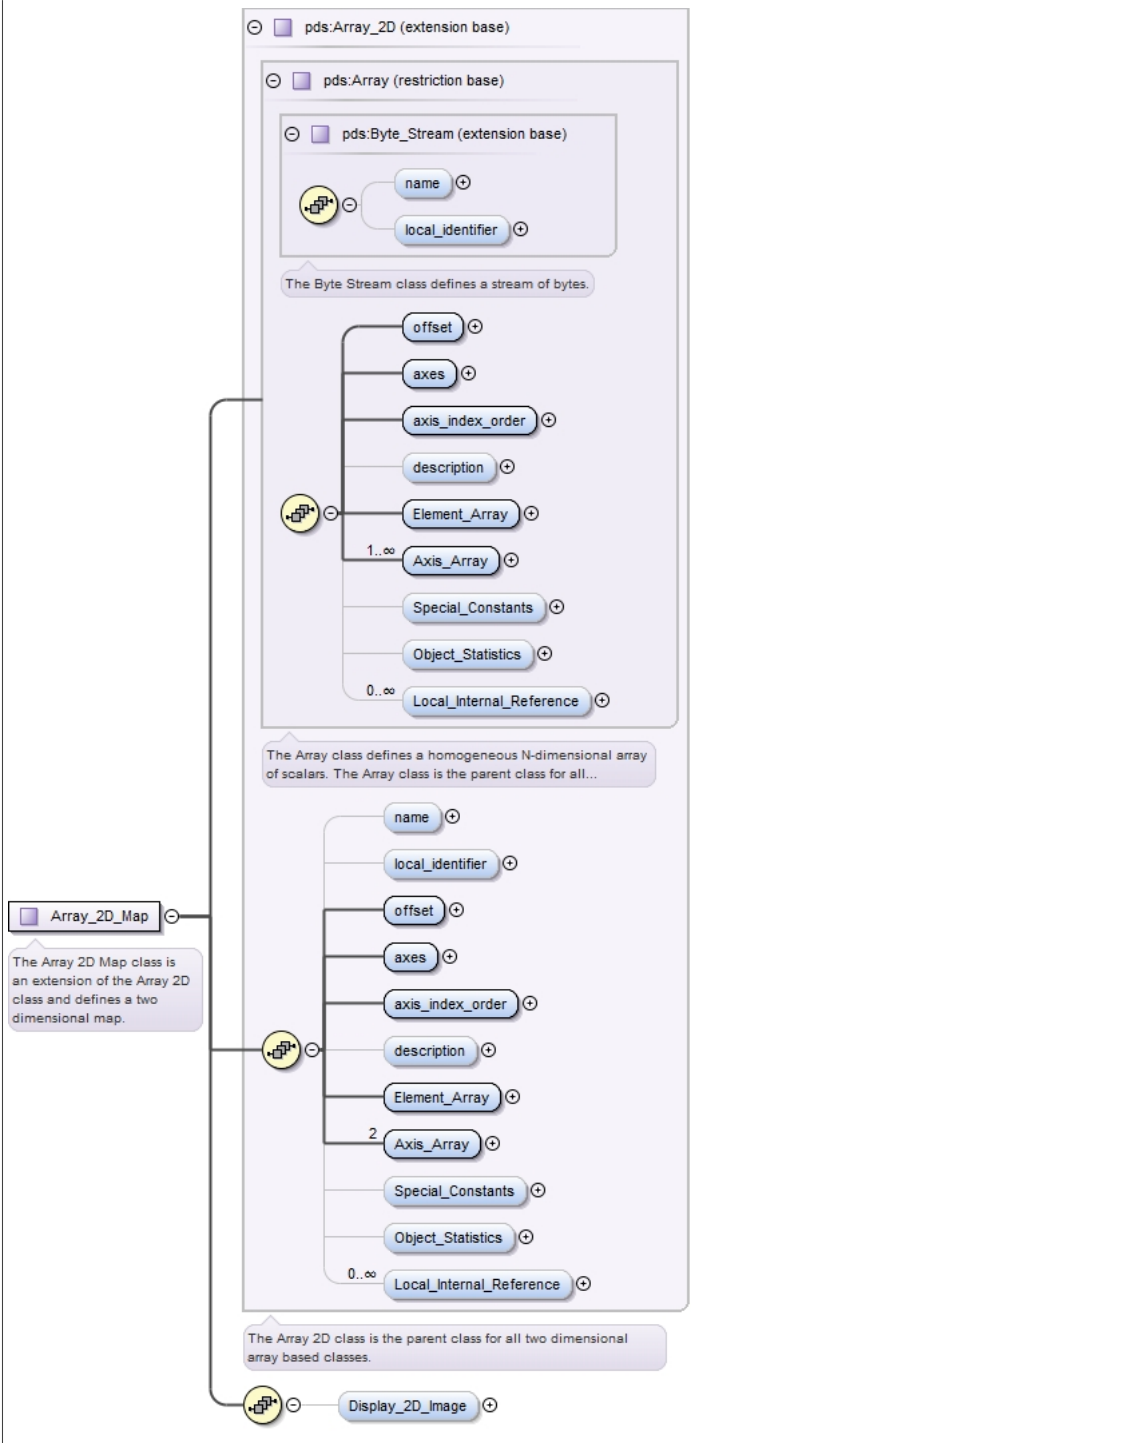 pds:Array_2D (extension base)
pds:Array (restriction base)
pds:Byte_Stream (extension base)
name
local_identifier
The Byte Stream class defines a stream of bytes.
offset
axes
axis_index_order
description
Element_Array
1..∞
Axis_Array
Special_Constants
Object_Statistics
0..∞
Local_Internal_Reference
The Array class defines a homogeneous N-dimensional array
of scalars. The Array class is the parent class for all...
name
local_identifier
offset
Array_2D_Map
The Array 2D Map class is
an extension of the Array 2D
class and defines a two
dimensional map.
axes
axis_index_order
description
Element_Array
2
Axis_Array
Special_Constants
Object_Statistics
0..∞
Local_Internal_Reference
The Array 2D class is the parent class for all two dimensional
array based classes.
Display_2D_Image